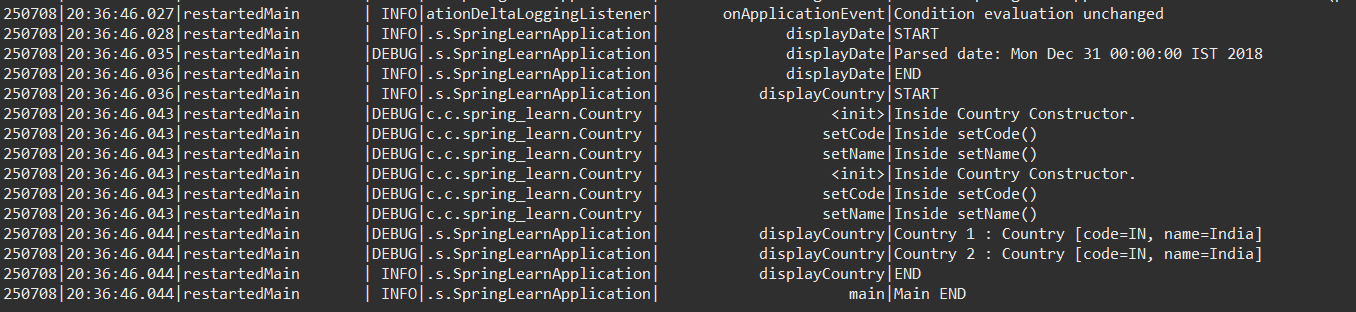 250708|20:36:46.027|restartedMain | INFO|ationDeltaLoggingListener| onApplicationEvent|Condition evaluation unchanged
250708|20:36:46.028|restartedMain | INFO|.s.SpringLearnApplication| displayDate|START
250708|20:36:46.035|restartedMain |DEBUG|.s.SpringLearnApplication| displayDate|Parsed date: Mon Dec 31 00:00:00 IST 2018
250708|20:36:46.036|restartedMain | INFO|.s.SpringLearnApplication| displayDate|END
250708|20:36:46.036|restartedMain | INFO|.s.SpringLearnApplication| displayCountry|START
250708|20:36:46.043|restartedMain |DEBUG|c.c.spring_learn.Country | <init>|Inside Country Constructor.
250708|20:36:46.043|restartedMain |DEBUG|c.c.spring_learn.Country | setCode|Inside setCode()
250708|20:36:46.043|restartedMain |DEBUG|c.c.spring_learn.Country | setName|Inside setName()
250708|20:36:46.043|restartedMain |DEBUG|c.c.spring_learn.Country | <init>|Inside Country Constructor.
250708|20:36:46.043|restartedMain |DEBUG|c.c.spring_learn.Country | setCode|Inside setCode()
250708|20:36:46.043|restartedMain |DEBUG|c.c.spring_learn.Country | setName|Inside setName()
250708|20:36:46.044|restartedMain |DEBUG|.s.SpringLearnApplication| displayCountry|Country 1 : Country [code=IN, name=India]
250708|20:36:46.044|restartedMain |DEBUG|.s.SpringLearnApplication| displayCountry|Country 2 : Country [code=IN, name=India]
250708|20:36:46.044|restartedMain | INFO|.s.SpringLearnApplication| displayCountry|END
250708|20:36:46.044|restartedMain | INFO|.s.SpringLearnApplication| main|Main END